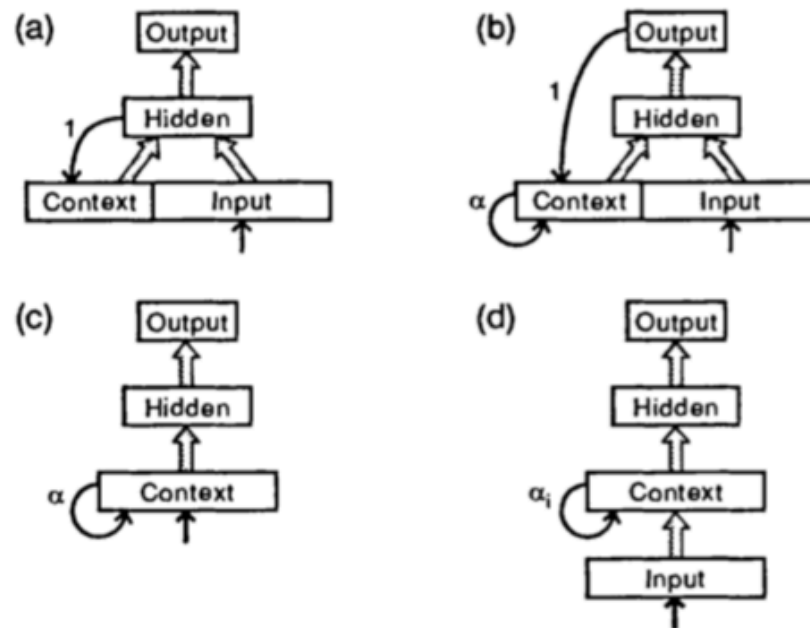 (a)
Output
1
Hidden
Context Input
(b)
Output
1
Hidden
α Context Input
(c)
Output
Hidden
α Context
(d)
Output
Hidden
αi Context
Input